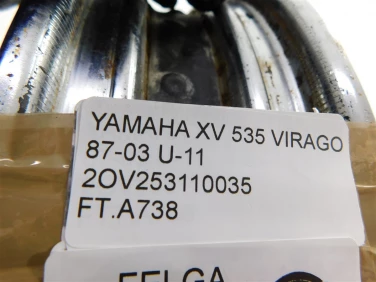 YAMAHA XV 535 VIRAGO
87-03 U-11
2OV253110035
FT.A738
FELGA